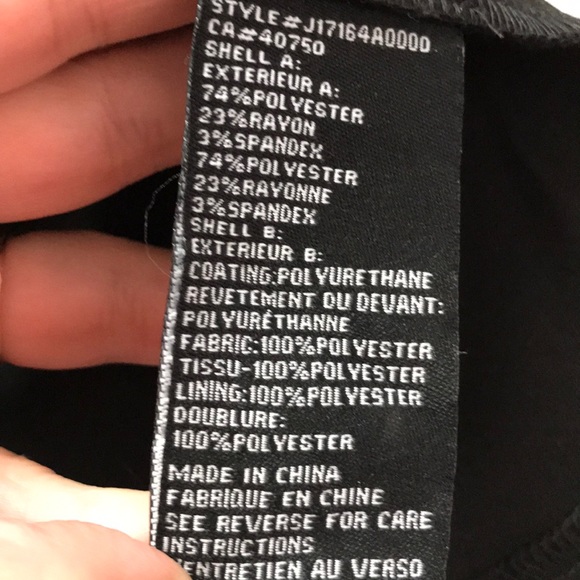 STYLE#J17164A0000
CA#40750
SHELL A:
EXTERIEUR A:
74%POLYESTER
23%RAYON
3%SPANDEX
74%POLYESTER
23%RAYONNE
3%SPANDEX
SHELL B:
EXTERIEUR B:
COATING:POLYURETHANE
REVETEMENT DU DEVANT:
POLYURÉTHANNE
FABRIC:100%POLYESTER
TISSU-100%POLYESTER
LINING:100%POLYESTER
DOUBLURE:
100%POLYESTER
MADE IN CHINA
FABRIQUE EN CHINE
SEE REVERSE FOR CARE
INSTRUCTIONS
ENTRETIEN AU VERSO